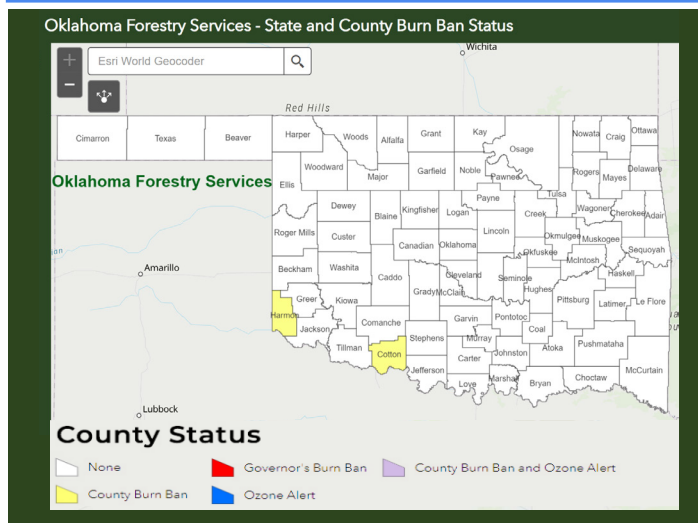 Oklahoma Forestry Services - State and County Burn Ban Status
Wichita
+
Esri World Geocoder
−
Red Hills
Cimarron Texas Beaver Harper Woods Alfalfa Grant Kay Osage Nowata Craig Ottawa
Oklahoma Forestry Services
Ellis Woodward Major Garfield Noble Pawnee Rogers Mayes Delaware
Tulsa
Dewey Blaine Kingfisher Logan Payne Creek Wagoner Cherokee Adair
Roger Mills Custer Canadian Oklahoma Lincoln Okmulgee Muskogee Sequoyah
Okfuskee McIntosh
Amarillo
Beckham Washita Caddo Grady McClain Cleveland Seminole Hughes Haskell
Harmon Greer Kiowa Pittsburg Latimer Le Flore
Jackson Comanche Stephens Garvin Pontotoc Coal
Tillman Cotton Murray Johnston Atoka Pushmataha
Jefferson Carter McCurtain
Love Marshall Bryan Choctaw
Lubbock
County Status
None Governor's Burn Ban County Burn Ban and Ozone Alert
County Burn Ban Ozone Alert